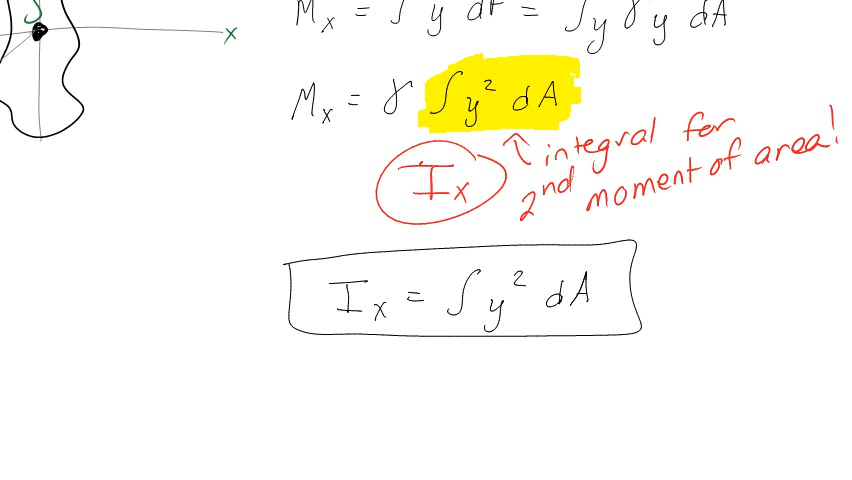 x
Mx = ∫ y dF = ∫ y γ y dA
Mx = γ ∫ y² dA
Ix
↑ integral for
2nd moment of area!
Ix = ∫ y² dA